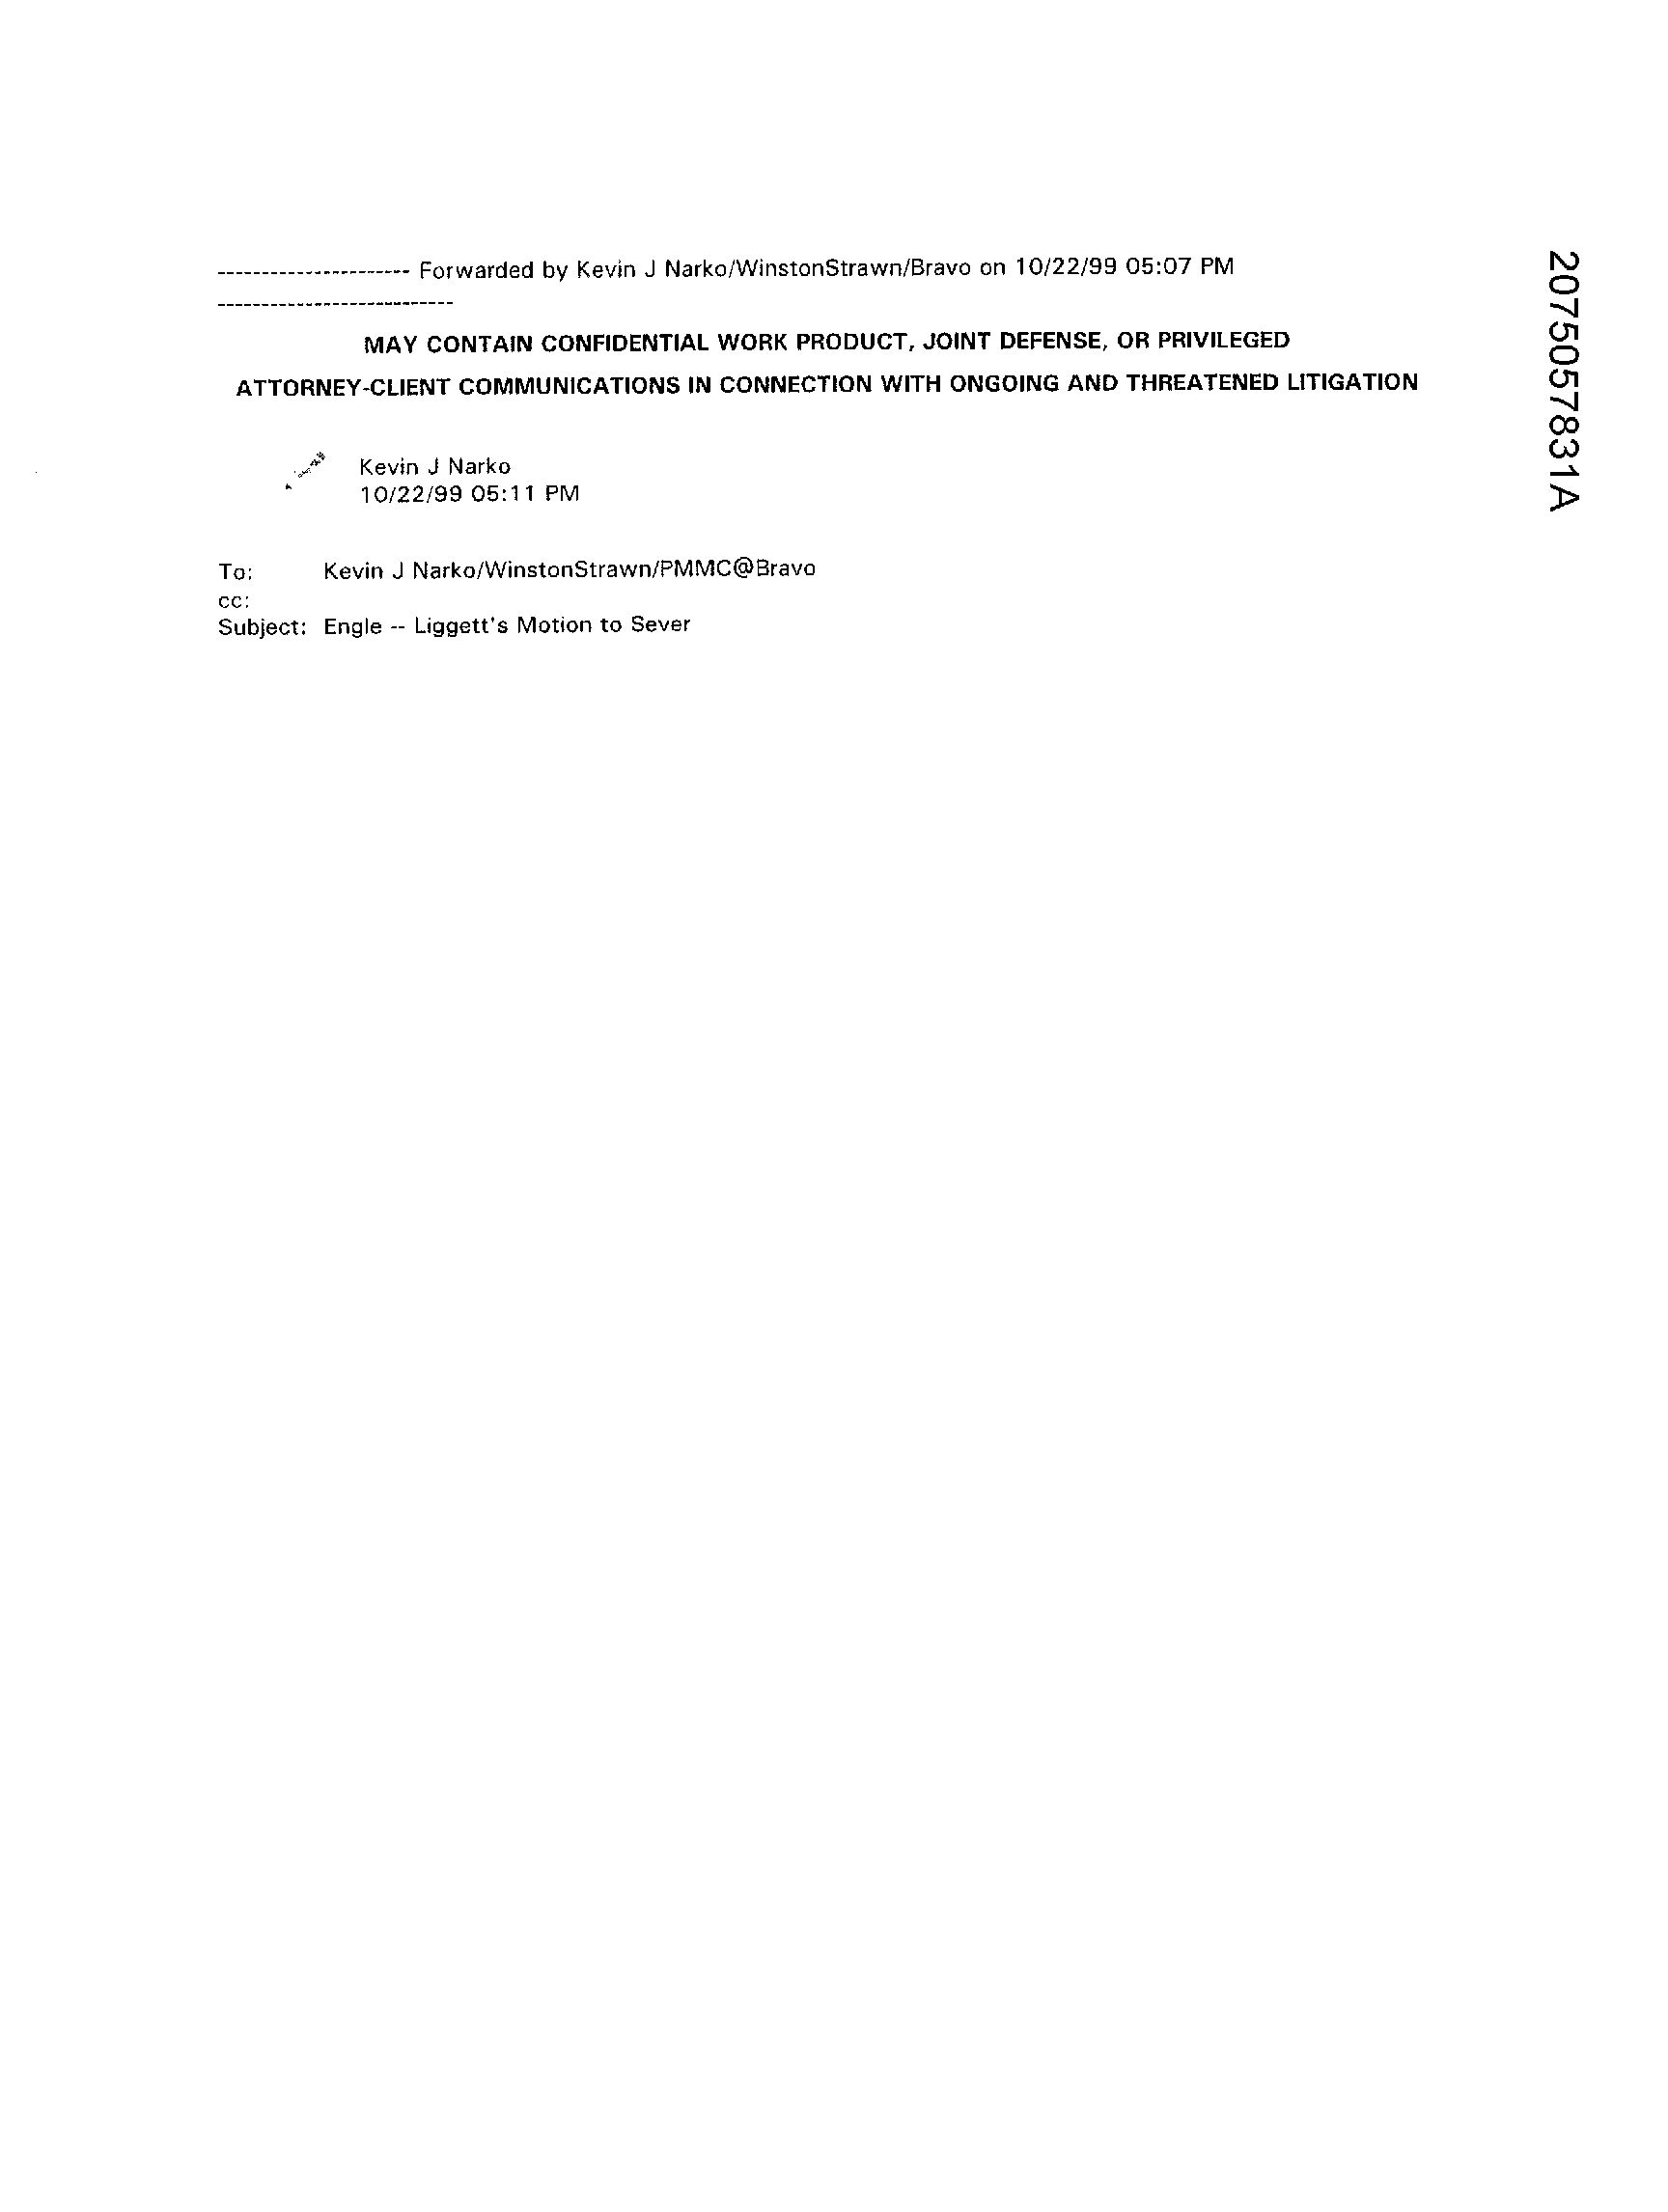 ---------------------- Forwarded by Kevin J Narko/WinstonStrawn/Bravo on 10/22/99 05:07 PM
---------------------------
MAY CONTAIN CONFIDENTIAL WORK PRODUCT, JOINT DEFENSE, OR PRIVILEGED
ATTORNEY-CLIENT COMMUNICATIONS IN CONNECTION WITH ONGOING AND THREATENED LITIGATION
Kevin J Narko
10/22/99 05:11 PM
To: Kevin J Narko/WinstonStrawn/PMMC@Bravo
cc:
Subject: Engle -- Liggett's Motion to Sever
2075057831A